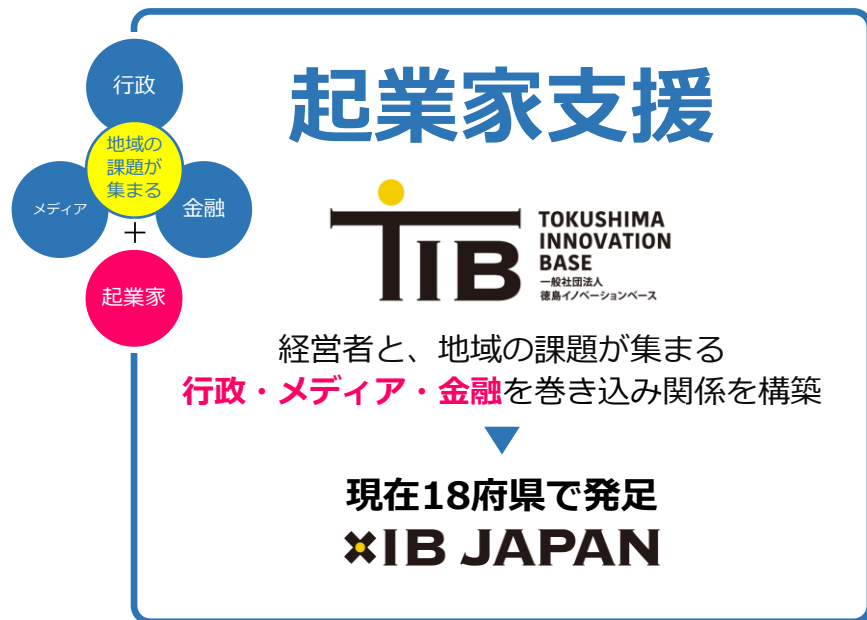 行政
地域の
課題が
集まる
メディア
金融
+
起業家
起業家支援
TIB
TOKUSHIMA
INNOVATION
BASE
一般社団法人
徳島イノベーションベース
経営者と、地域の課題が集まる
行政・メディア・金融を巻き込み関係を構築
現在18府県で発足
XIB JAPAN